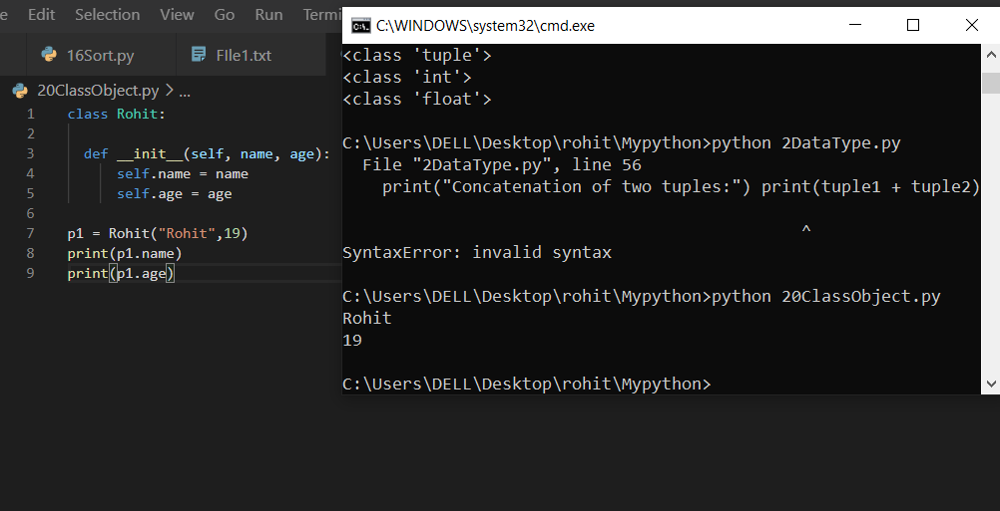 Edit Selection View Go Run
16Sort.py FIle1.txt
20ClassObject.py > ...
1 class Rohit:
2
3 def __init__(self, name, age):
4 self.name = name
5 self.age = age
6
7 p1 = Rohit("Rohit",19)
8 print(p1.name)
9 print(p1.age)
C:\WINDOWS\system32\cmd.exe
<class 'tuple'>
<class 'int'>
<class 'float'>
C:\Users\DELL\Desktop\rohit\Mypython>python 2DataType.py
File "2DataType.py", line 56
print("Concatenation of two tuples:") print(tuple1 + tuple2)
^
SyntaxError: invalid syntax
C:\Users\DELL\Desktop\rohit\Mypython>python 20ClassObject.py
Rohit
19
C:\Users\DELL\Desktop\rohit\Mypython>